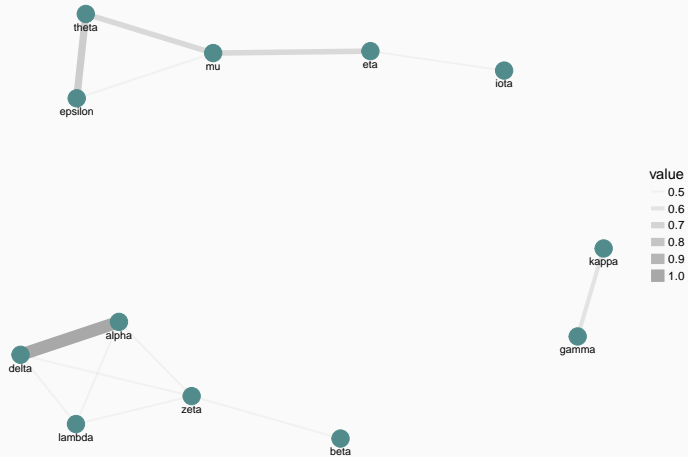 theta
mu
eta
iota
epsilon
value
0.5
0.6
0.7
0.8
0.9
1.0
kappa
alpha
gamma
delta
zeta
lambda
beta